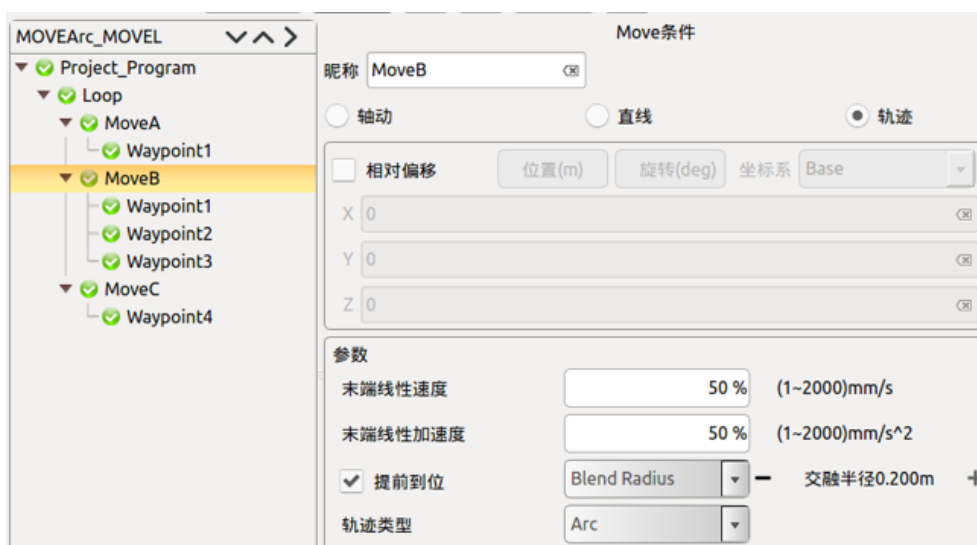 MOVEArc_MOVEL
Project_Program
Loop
MoveA
Waypoint1
MoveB
Waypoint1
Waypoint2
Waypoint3
MoveC
Waypoint4
Move条件
昵称 MoveB
轴动 直线 轨迹
相对偏移 位置(m) 旋转(deg) 坐标系 Base
X 0
Y 0
Z 0
参数
末端线性速度 50 % (1~2000)mm/s
末端线性加速度 50 % (1~2000)mm/s^2
提前到位 Blend Radius − 交融半径0.200m +
轨迹类型 Arc